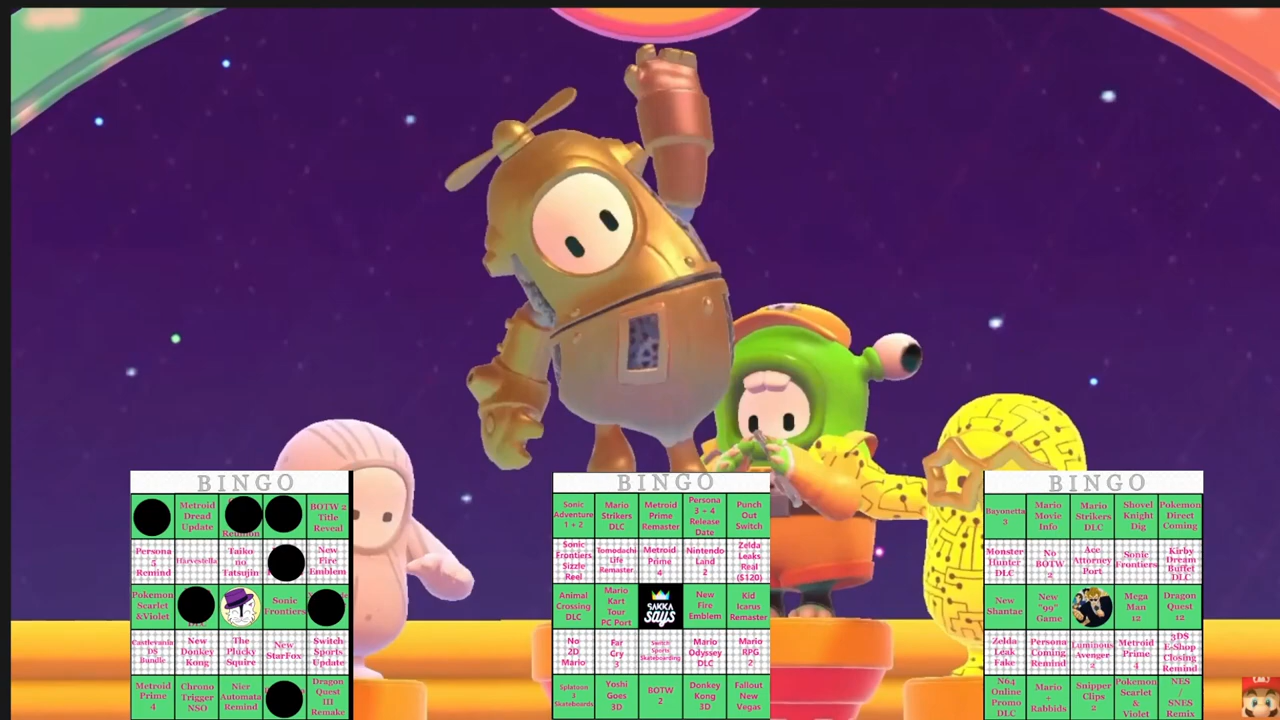 BINGO
Metroid
Dread
Update
Reunion
BOTW 2
Title
Reveal
Persona
5
Remind
Harvestella
Taiko
no
Tatsujin
New
Fire
Emblem
Pokemon
Scarlet
&Violet
DLC
Sonic
Frontiers
Castlevania
DS
Bundle
New
Donkey
Kong
The
Plucky
Squire
New
StarFox
Switch
Sports
Update
Metroid
Prime
4
Chrono
Trigger
NSO
Nier
Automata
Remind
Dragon
Quest
III
Remake
BINGO
Sonic
Adventure
1 + 2
Mario
Strikers
DLC
Metroid
Prime
Remaster
Persona
3 + 4
Release
Date
Punch
Out
Switch
Sonic
Frontiers
Sizzle
Reel
Tomodachi
Life
Remaster
Metroid
Prime
4
Nintendo
Land
2
Zelda
Leaks
Real
($120)
Animal
Crossing
DLC
Mario
Kart
Tour
PC Port
SAKKA
says
New
Fire
Emblem
Kid
Icarus
Remaster
No
2D
Mario
Far
Cry
3
Switch
Sports
Skateboarding
Mario
Odyssey
DLC
Mario
RPG
2
Splatoon
3
Skateboards
Yoshi
Goes
3D
BOTW
2
Donkey
Kong
3D
Fallout
New
Vegas
BINGO
Bayonetta
3
Mario
Movie
Info
Mario
Strikers
DLC
Shovel
Knight
Dig
Pokemon
Direct
Coming
Monster
Hunter
DLC
No
BOTW
2
Ace
Attorney
Port
Sonic
Frontiers
Kirby
Dream
Buffet
DLC
New
Shantae
New
"99"
Game
Mega
Man
12
Dragon
Quest
12
Zelda
Leak
Fake
Persona
Coming
Remind
Luminous
Avenger
2
Metroid
Prime
4
3DS
E-Shop
Closing
Remind
N64
Online
Promo
DLC
Mario
+
Rabbids
Snipper
Clips
2
Pokemon
Scarlet
&
Violet
NES
/
SNES
Remix